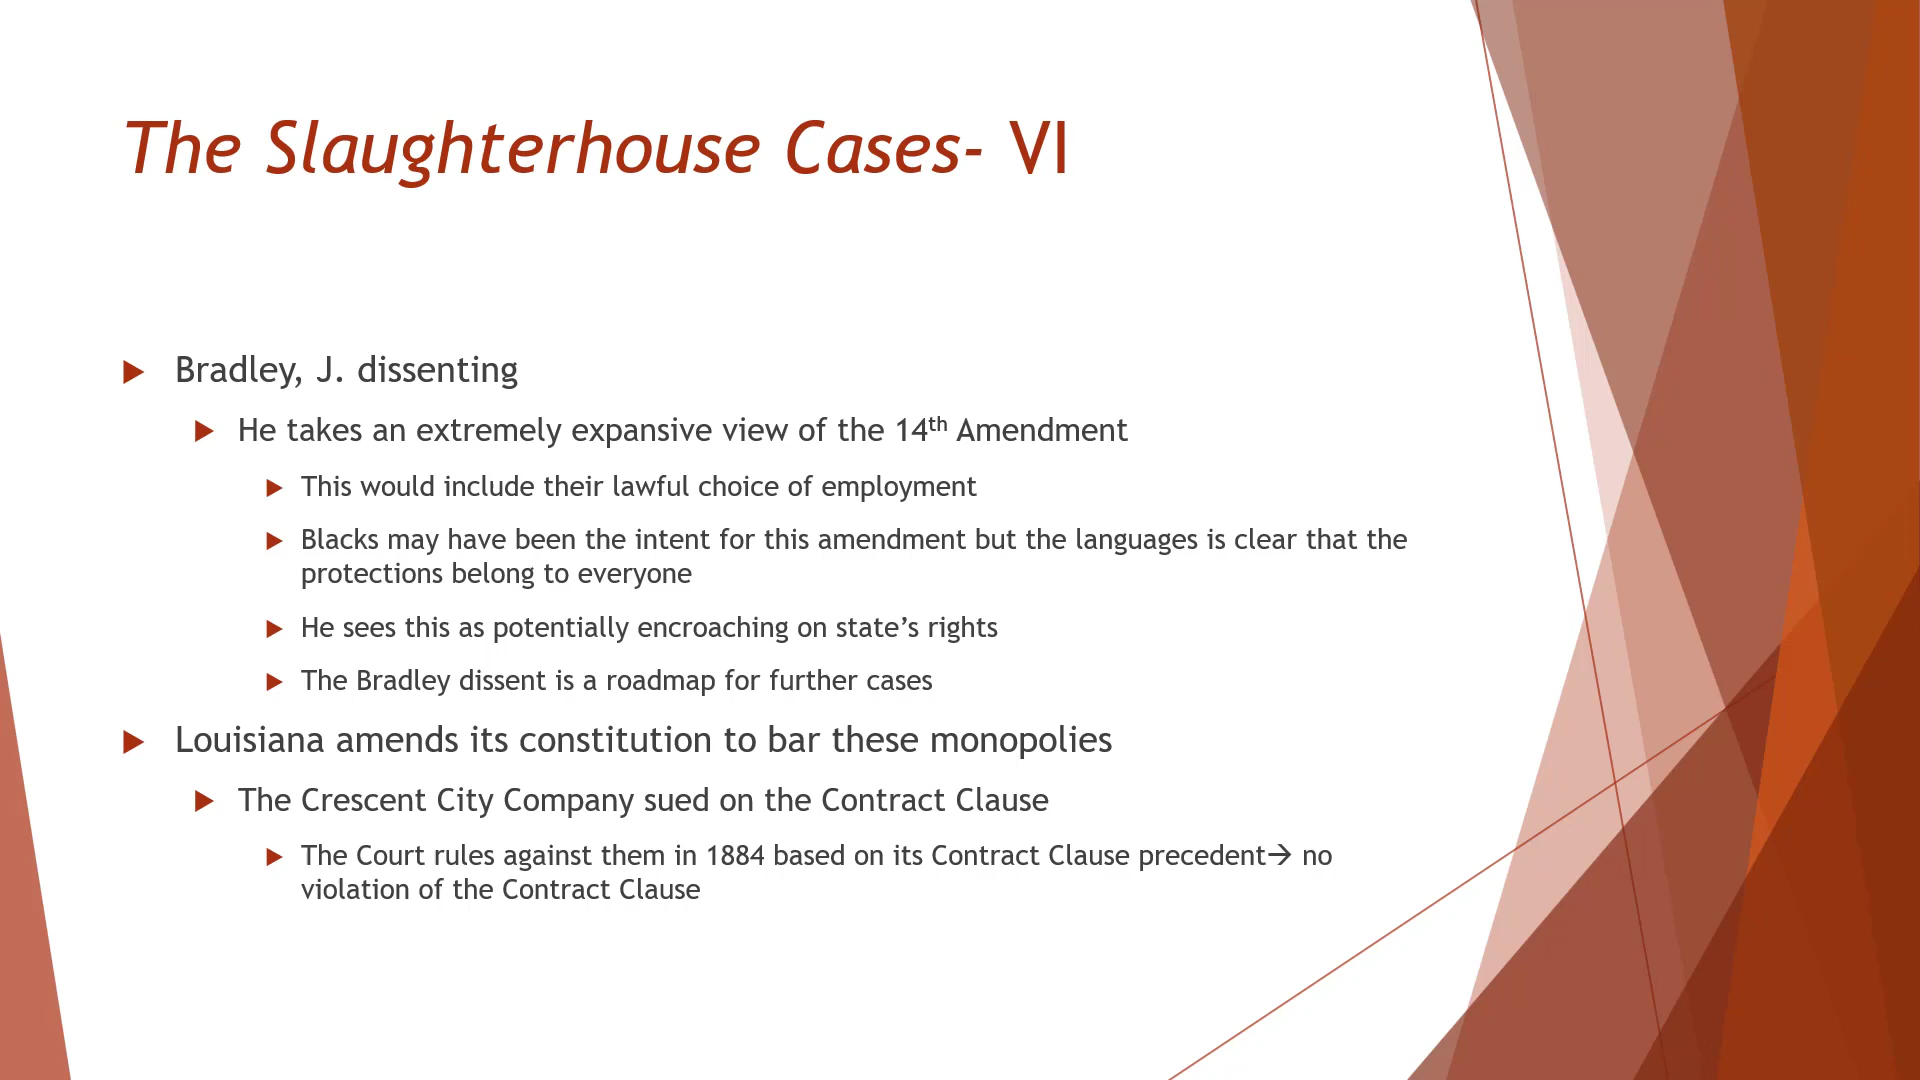 The Slaughterhouse Cases- VI
Bradley, J. dissenting
He takes an extremely expansive view of the 14th Amendment
This would include their lawful choice of employment
Blacks may have been the intent for this amendment but the languages is clear that the
protections belong to everyone
He sees this as potentially encroaching on state’s rights
The Bradley dissent is a roadmap for further cases
Louisiana amends its constitution to bar these monopolies
The Crescent City Company sued on the Contract Clause
The Court rules against them in 1884 based on its Contract Clause precedent→ no
violation of the Contract Clause